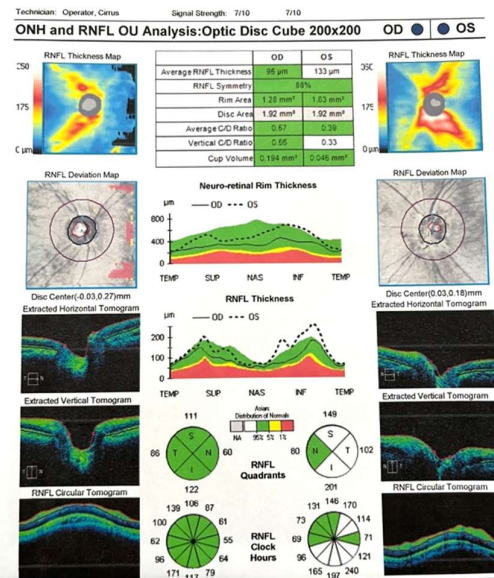 Technician: Operator, Cirrus Signal Strength: 7/10 7/10
ONH and RNFL OU Analysis:Optic Disc Cube 200x200 OD OS
RNFL Thickness Map
175
0 µm
OD OS
Average RNFL Thickness 95 µm 133 µm
RNFL Symmetry 88%
Rim Area 1.28 mm² 1.63 mm²
Disc Area 1.92 mm² 1.92 mm²
Average C/D Ratio 0.57 0.39
Vertical C/D Ratio 0.55 0.33
Cup Volume 0.194 mm³ 0.046 mm³
RNFL Thickness Map
175
0 µm
RNFL Deviation Map
Disc Center(-0.03,0.27)mm
Extracted Horizontal Tomogram
Extracted Vertical Tomogram
RNFL Circular Tomogram
Neuro-retinal Rim Thickness
µm OD OS
800
400
0
TEMP SUP NAS INF TEMP
RNFL Thickness
µm OD OS
200
100
0
TEMP SUP NAS INF TEMP
Distribution of Normals
NA 95% 5% 1%
RNFL Quadrants
111
86 S T N I 60
122
149
80 S N T I 102
201
RNFL Clock Hours
139 106 87
100 61
62 55
96 64
171 117 79
131 146 170
73 114
69 71
96 121
165 197 240
RNFL Deviation Map
Disc Center(0.03,0.18)mm
Extracted Horizontal Tomogram
Extracted Vertical Tomogram
RNFL Circular Tomogram